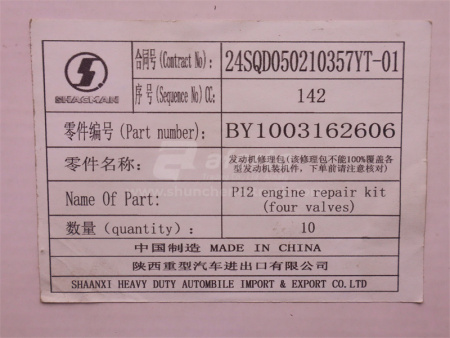 合同号(Contract No): 24SQD050210357YT-01
SHACMAN
序 号(Sequence No)CC: 142
零件编号 (Part number): BY1003162606
零件名称: 发动机修理包(该修理包不能100%覆盖各
型发动机装机件, 下单前请注意核对)
Name Of Part: P12 engine repair kit
(four valves)
数量 (quantity): 10
中国制造 MADE IN CHINA
陕西重型汽车进出口有限公司
SHAANXI HEAVY DUTY AUTOMBILE IMPORT & EXPORT CO.LTD